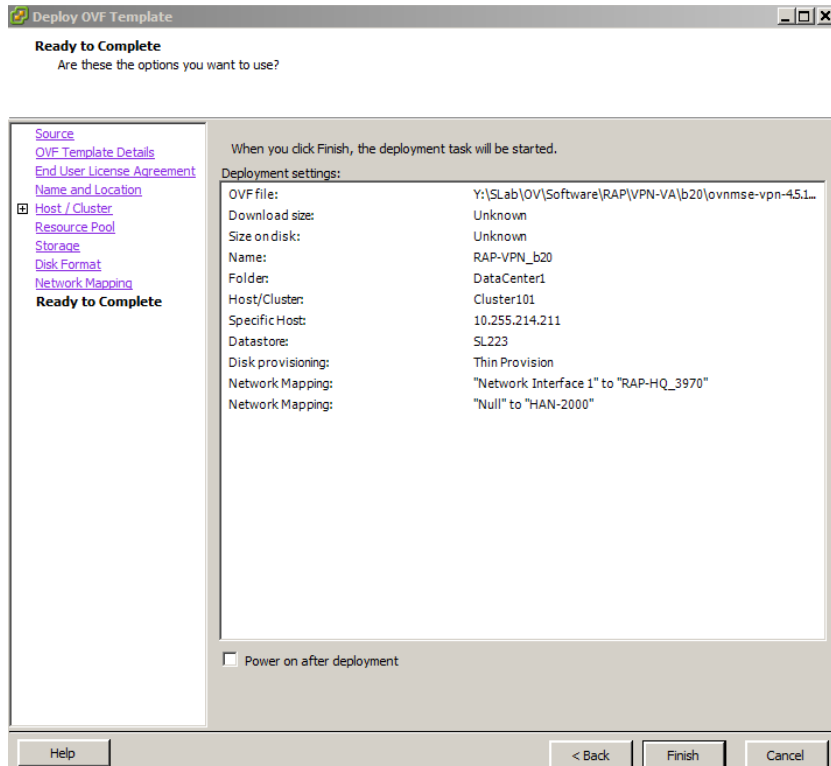 Deploy OVF Template
Ready to Complete
Are these the options you want to use?
Source
OVF Template Details
End User License Agreement
Name and Location
Host / Cluster
Resource Pool
Storage
Disk Format
Network Mapping
Ready to Complete
When you click Finish, the deployment task will be started.
Deployment settings:
OVF file: Y:\SLab\OV\Software\RAP\VPN-VA\b20\ovnmse-vpn-4.5.1...
Download size: Unknown
Size on disk: Unknown
Name: RAP-VPN_b20
Folder: DataCenter1
Host/Cluster: Cluster101
Specific Host: 10.255.214.211
Datastore: SL223
Disk provisioning: Thin Provision
Network Mapping: "Network Interface 1" to "RAP-HQ_3970"
Network Mapping: "Null" to "HAN-2000"
Power on after deployment
Help
< Back
Finish
Cancel